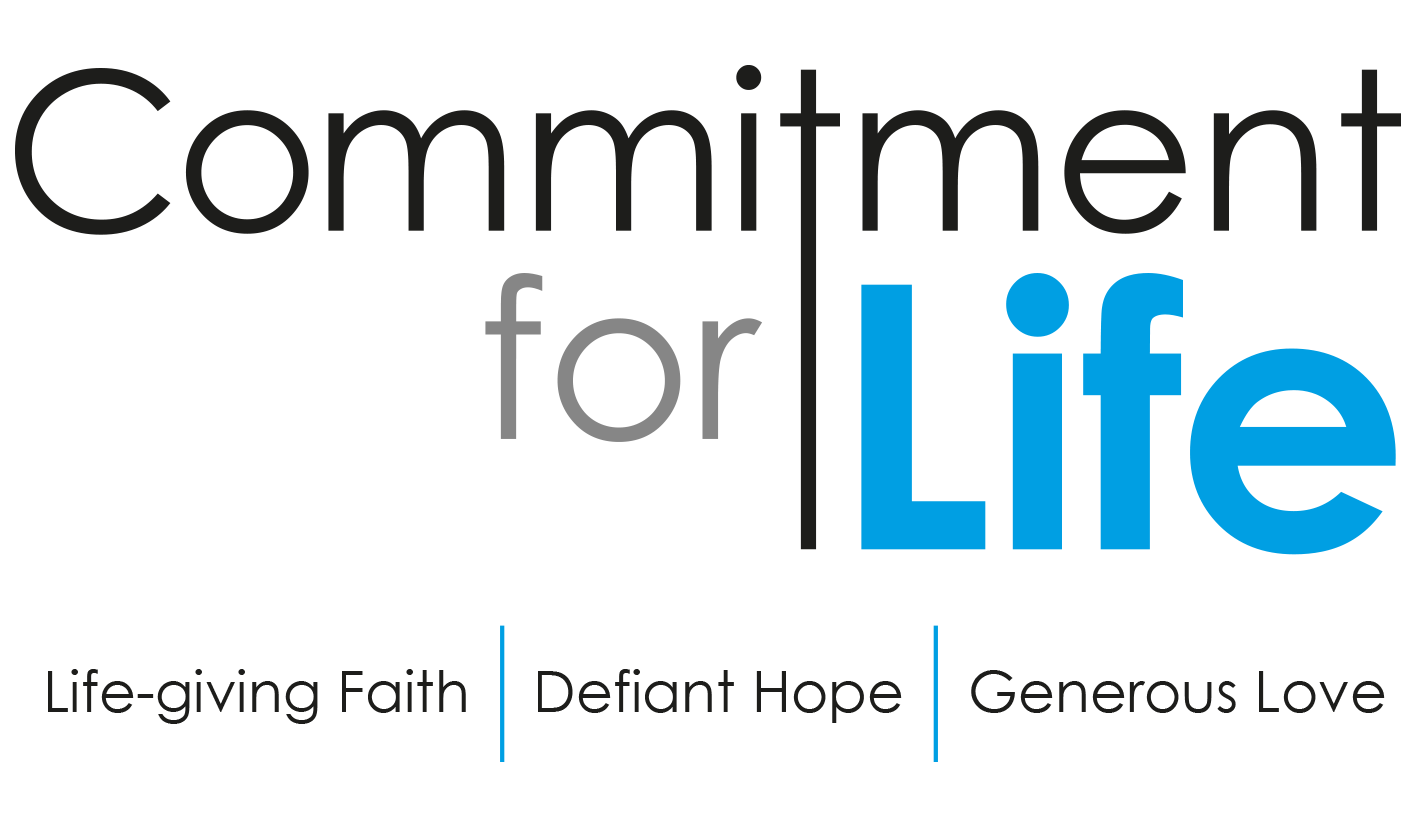 Commitment
for Life
Life-giving Faith Defiant Hope Generous Love